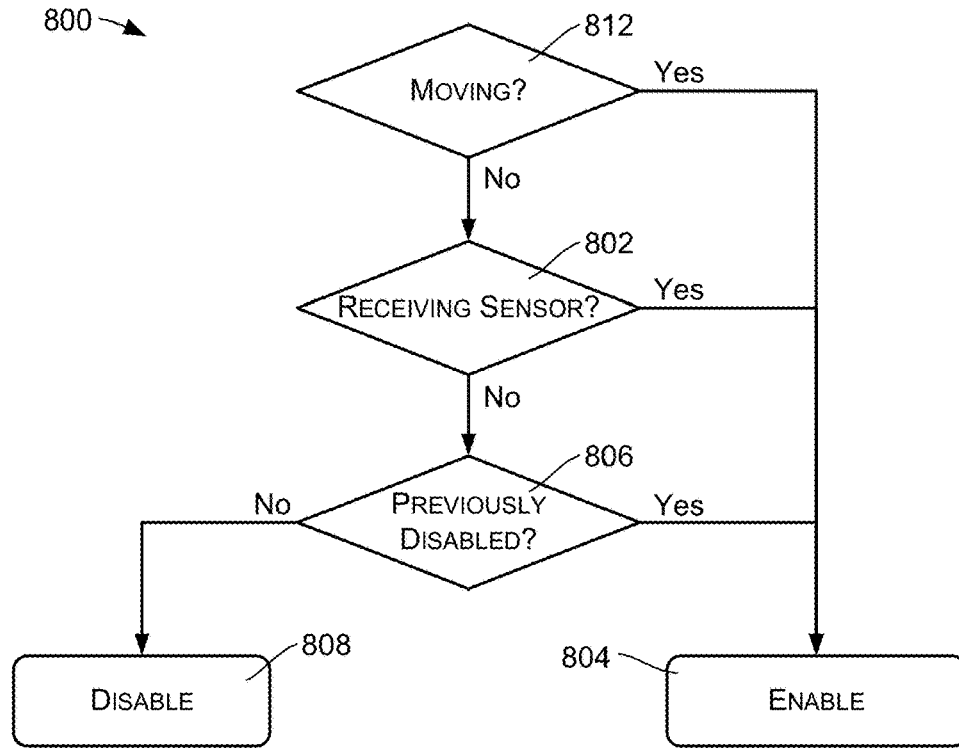 800
812
MOVING?
Yes
No
802
RECEIVING SENSOR?
Yes
No
806
PREVIOUSLY
DISABLED?
No
Yes
808
DISABLE
804
ENABLE